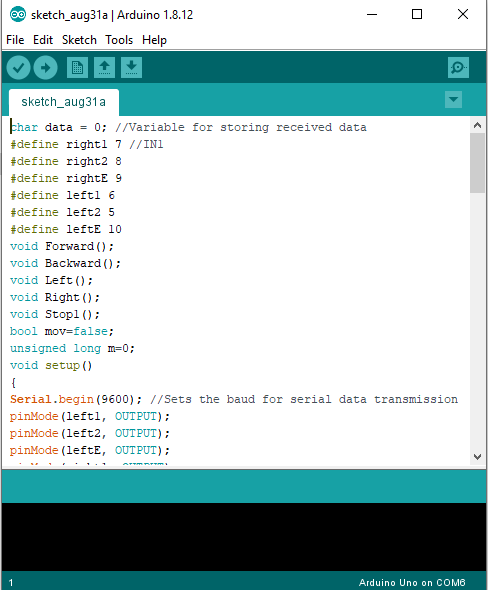 sketch_aug31a | Arduino 1.8.12
File Edit Sketch Tools Help
sketch_aug31a
char data = 0; //Variable for storing received data
#define right1 7 //IN1
#define right2 8
#define rightE 9
#define left1 6
#define left2 5
#define leftE 10
void Forward();
void Backward();
void Left();
void Right();
void Stop1();
bool mov=false;
unsigned long m=0;
void setup()
{
Serial.begin(9600); //Sets the baud for serial data transmission
pinMode(left1, OUTPUT);
pinMode(left2, OUTPUT);
pinMode(leftE, OUTPUT);
1
Arduino Uno on COM6